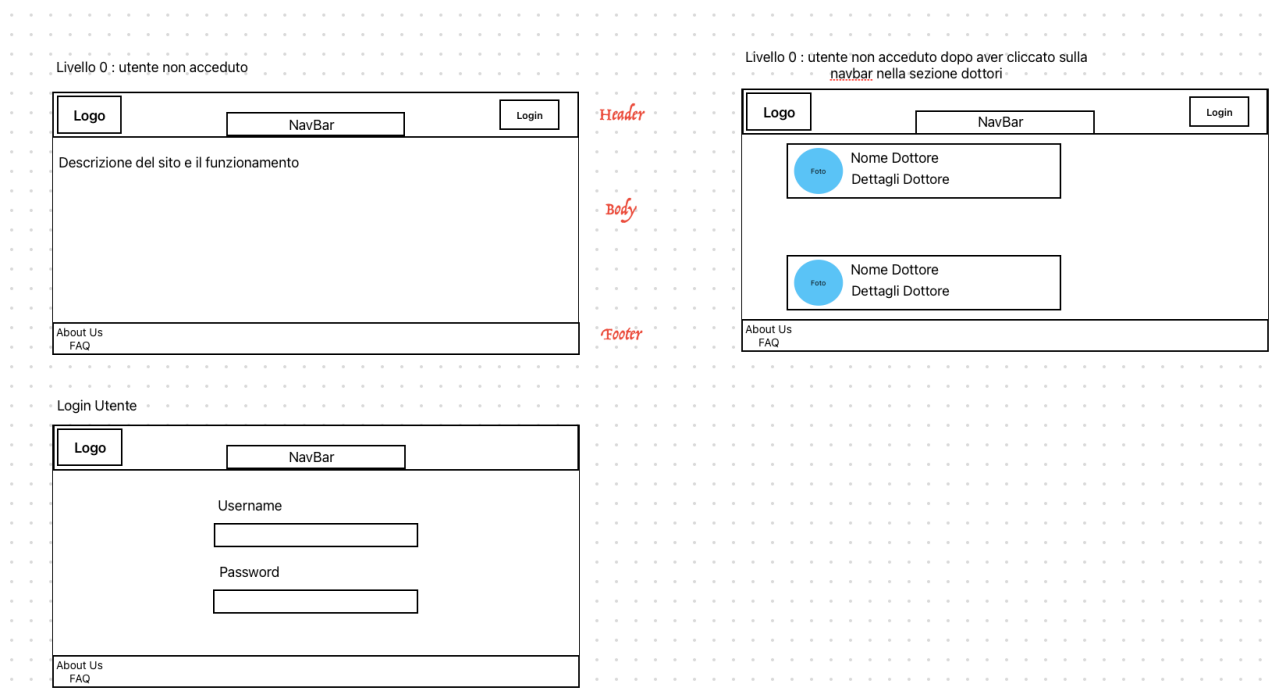 Livello 0 : utente non acceduto
Logo
NavBar
Login
Descrizione del sito e il funzionamento
About Us
FAQ
Header
Body
Footer
Livello 0 : utente non acceduto dopo aver cliccato sulla
navbar nella sezione dottori
Logo
NavBar
Login
Foto
Nome Dottore
Dettagli Dottore
Foto
Nome Dottore
Dettagli Dottore
About Us
FAQ
Login Utente
Logo
NavBar
Username
Password
About Us
FAQ